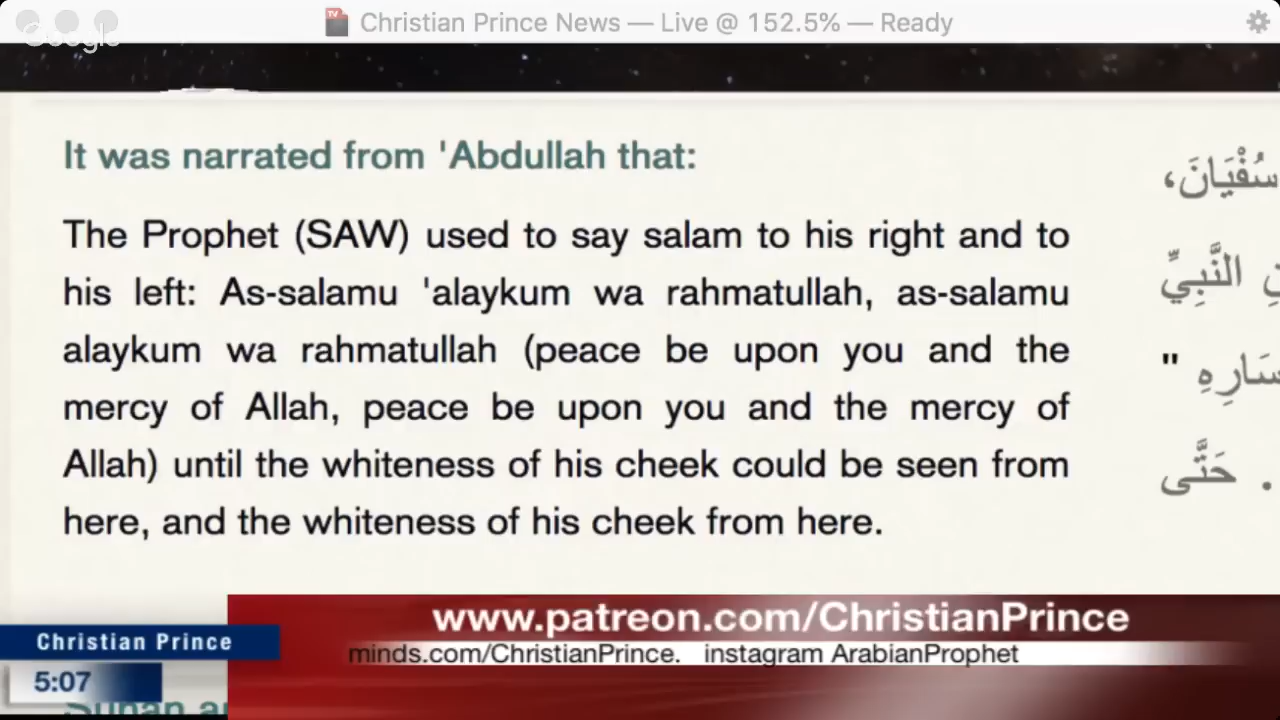 Christian Prince News — Live @ 152.5% — Ready
Google
It was narrated from 'Abdullah that:
The Prophet (SAW) used to say salam to his right and to
his left: As-salamu 'alaykum wa rahmatullah, as-salamu
alaykum wa rahmatullah (peace be upon you and the
mercy of Allah, peace be upon you and the mercy of
Allah) until the whiteness of his cheek could be seen from
here, and the whiteness of his cheek from here.
سُفْيَانَ،
النَّبِيِّ
"
. حَتَّى
www.patreon.com/ChristianPrince
Christian Prince
minds.com/ChristianPrince. instagram ArabianProphet
5:07
Sunan